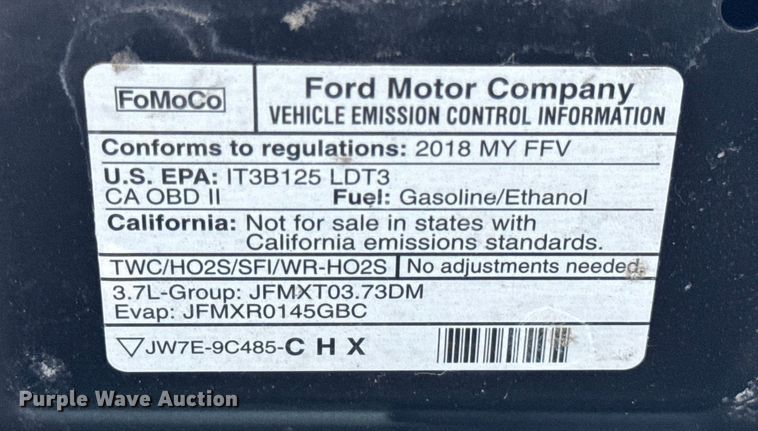 FoMoCo
Ford Motor Company
VEHICLE EMISSION CONTROL INFORMATION
Conforms to regulations: 2018 MY FFV
U.S. EPA: IT3B125 LDT3
CA OBD II Fuel: Gasoline/Ethanol
California: Not for sale in states with
California emissions standards.
TWC/HO2S/SFI/WR-HO2S No adjustments needed.
3.7L-Group: JFMXT03.73DM
Evap: JFMXR0145GBC
JW7E-9C485-C H X
Purple Wave Auction